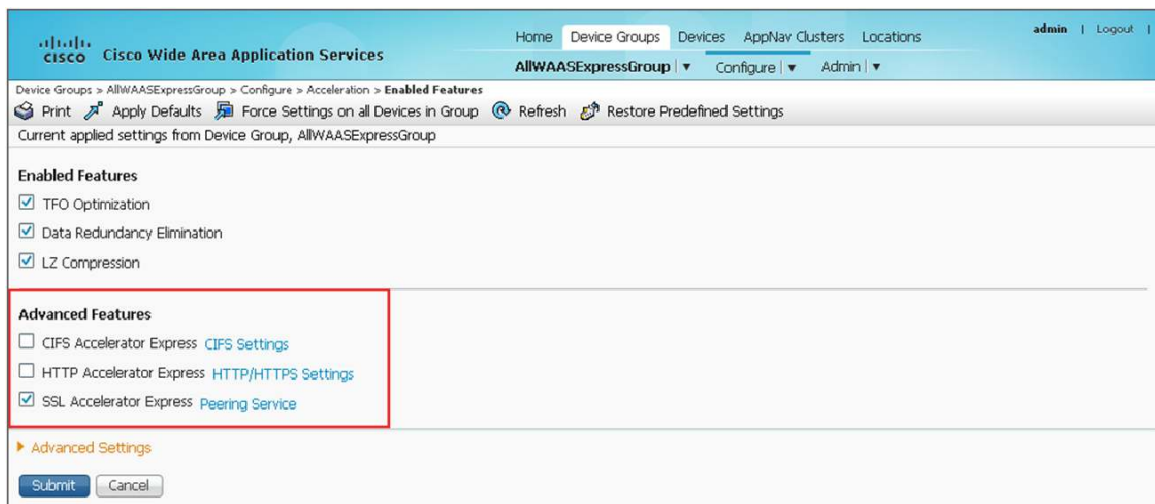 Home Device Groups Devices AppNav Clusters Locations
admin | Logout |
CISCO Cisco Wide Area Application Services
AllWAASExpressGroup | ▼ Configure | ▼ Admin | ▼
Device Groups > AllWAASExpressGroup > Configure > Acceleration > Enabled Features
Print Apply Defaults Force Settings on all Devices in Group Refresh Restore Predefined Settings
Current applied settings from Device Group, AllWAASExpressGroup
Enabled Features
TFO Optimization
Data Redundancy Elimination
LZ Compression
Advanced Features
CIFS Accelerator Express CIFS Settings
HTTP Accelerator Express HTTP/HTTPS Settings
SSL Accelerator Express Peering Service
Advanced Settings
Submit Cancel